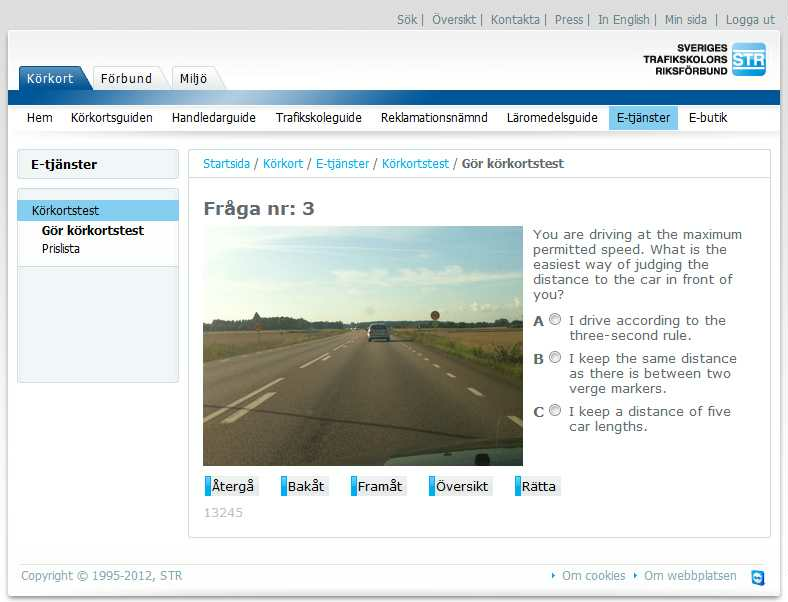 Sök | Översikt | Kontakta | Press | In English | Min sida | Logga ut
SVERIGES
TRAFIKSKOLORS
RIKSFÖRBUND
STR
Körkort Förbund Miljö
Hem Körkortsguiden Handledarguide Trafikskoleguide Reklamationsnämnd Läromedelsguide E-tjänster E-butik
E-tjänster
Körkortstest
Gör körkortstest
Prislista
Startsida / Körkort / E-tjänster / Körkortstest / Gör körkortstest
Fråga nr: 3
You are driving at the maximum
permitted speed. What is the
easiest way of judging the
distance to the car in front of
you?
A I drive according to the
three-second rule.
B I keep the same distance
as there is between two
verge markers.
C I keep a distance of five
car lengths.
Återgå Bakåt Framåt Översikt Rätta
13245
Copyright © 1995-2012, STR
Om cookies Om webbplatsen